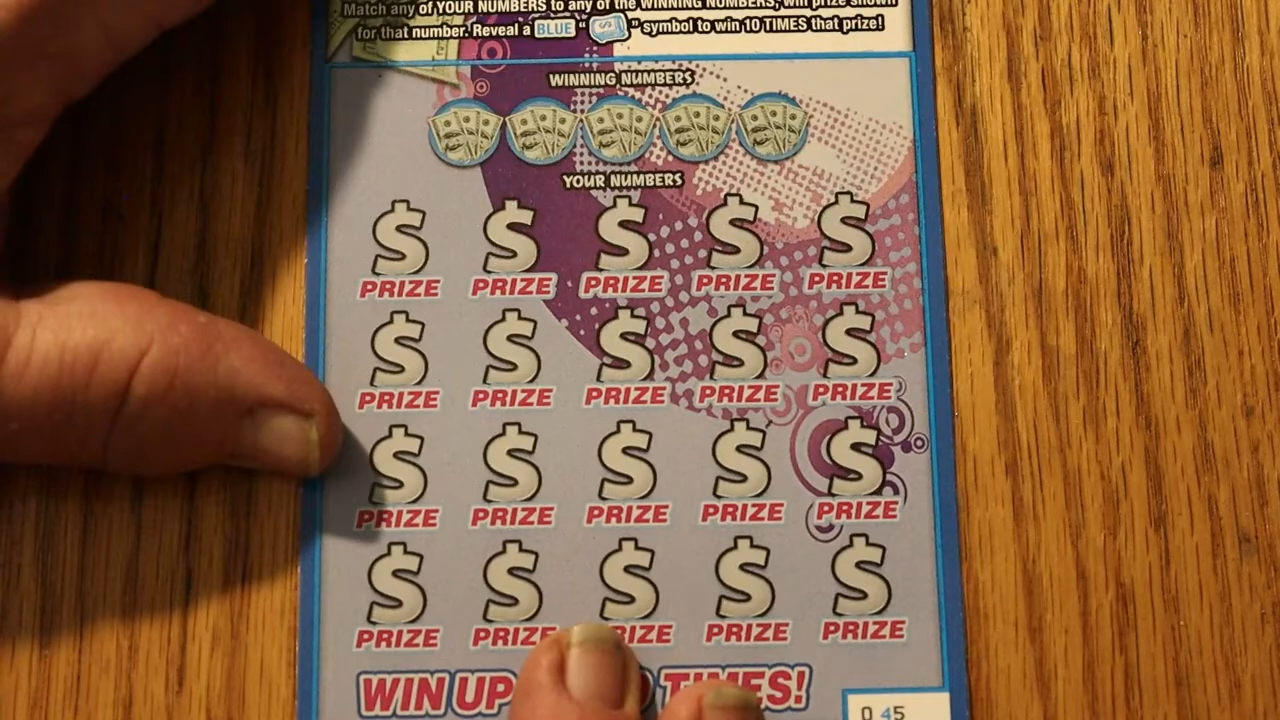 Match any of YOUR NUMBERS to any of the WINNING NUMBERS, win prize shown
for that number. Reveal a BLUE " " symbol to win 10 TIMES that prize!
WINNING NUMBERS
YOUR NUMBERS
PRIZE PRIZE PRIZE PRIZE PRIZE
PRIZE PRIZE PRIZE PRIZE PRIZE
PRIZE PRIZE PRIZE PRIZE PRIZE
PRIZE PRIZE PRIZE PRIZE PRIZE
WIN UP TIMES!
045